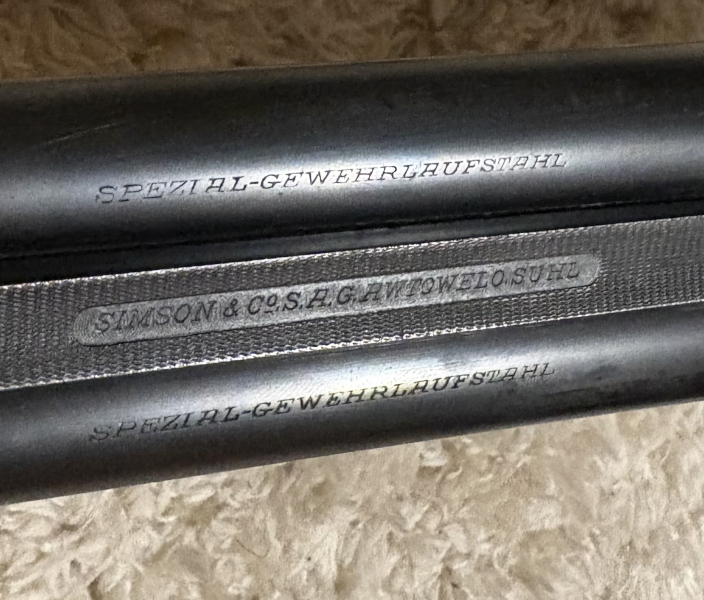 SPEZIAL-GEWEHRLAUFSTAHL
SIMSON & Cº. S.A.G. AWTOWELO. SUHL
SPEZIAL-GEWEHRLAUFSTAHL